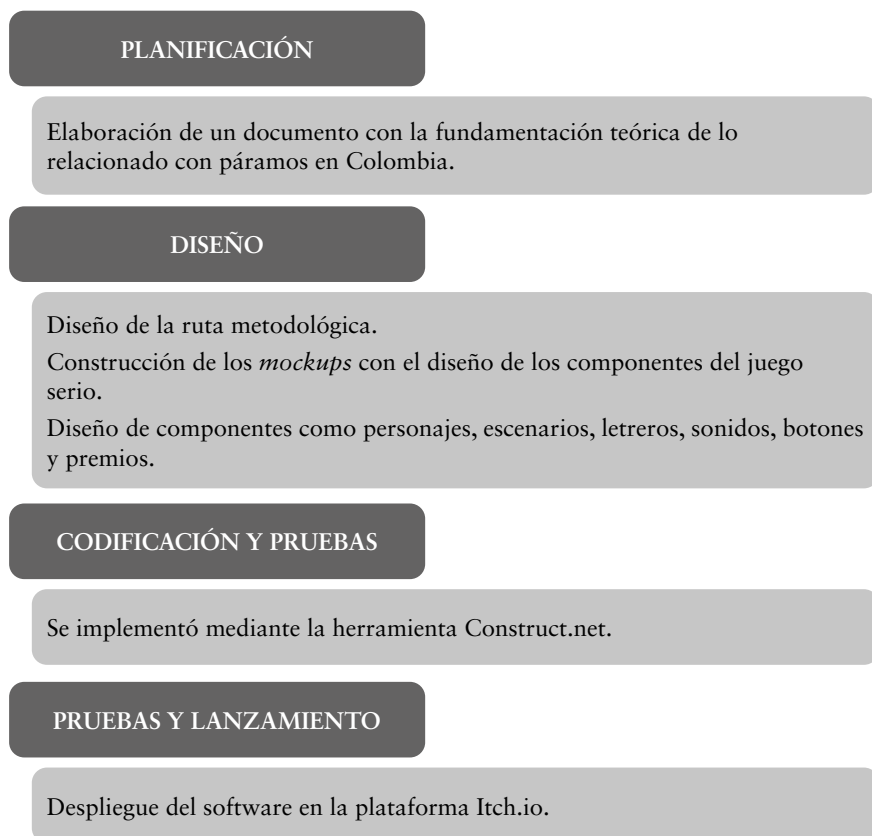 PLANIFICACIÓN
Elaboración de un documento con la fundamentación teórica de lo
relacionado con páramos en Colombia.
DISEÑO
Diseño de la ruta metodológica.
Construcción de los mockups con el diseño de los componentes del juego
serio.
Diseño de componentes como personajes, escenarios, letreros, sonidos, botones
y premios.
CODIFICACIÓN Y PRUEBAS
Se implementó mediante la herramienta Construct.net.
PRUEBAS Y LANZAMIENTO
Despliegue del software en la plataforma Itch.io.